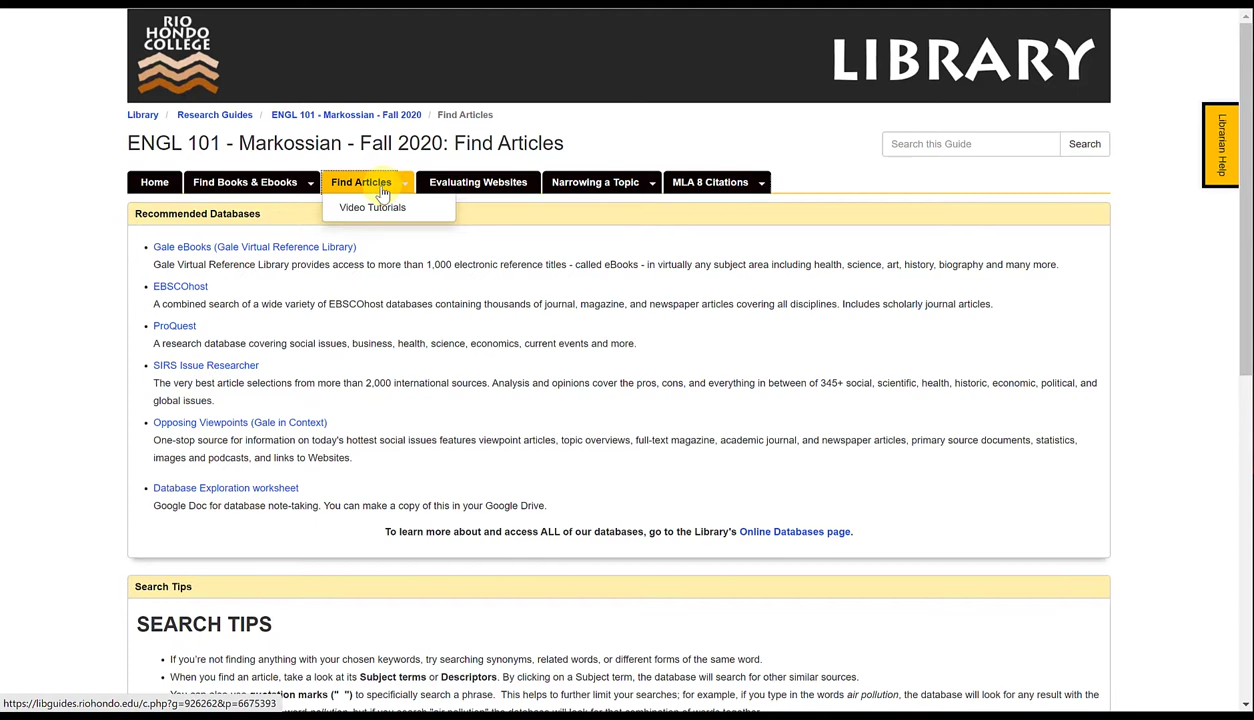 RIO
HONDO
COLLEGE
LIBRARY
Library / Research Guides / ENGL 101 - Markossian - Fall 2020 / Find Articles
ENGL 101 - Markossian - Fall 2020: Find Articles
Search this Guide
Search
Librarian Help
Home
Find Books & Ebooks
Find Articles
Evaluating Websites
Narrowing a Topic
MLA 8 Citations
Video Tutorials
Recommended Databases
• Gale eBooks (Gale Virtual Reference Library)
Gale Virtual Reference Library provides access to more than 1,000 electronic reference titles - called eBooks - in virtually any subject area including health, science, art, history, biography and many more.
• EBSCOhost
A combined search of a wide variety of EBSCOhost databases containing thousands of journal, magazine, and newspaper articles covering all disciplines. Includes scholarly journal articles.
• ProQuest
A research database covering social issues, business, health, science, economics, current events and more.
• SIRS Issue Researcher
The very best article selections from more than 2,000 international sources. Analysis and opinions cover the pros, cons, and everything in between of 345+ social, scientific, health, historic, economic, political, and
global issues.
• Opposing Viewpoints (Gale in Context)
One-stop source for information on today's hottest social issues features viewpoint articles, topic overviews, full-text magazine, academic journal, and newspaper articles, primary source documents, statistics,
images and podcasts, and links to Websites.
• Database Exploration worksheet
Google Doc for database note-taking. You can make a copy of this in your Google Drive.
To learn more about and access ALL of our databases, go to the Library's Online Databases page.
Search Tips
SEARCH TIPS
• If you're not finding anything with your chosen keywords, try searching synonyms, related words, or different forms of the same word.
• When you find an article, take a look at its Subject terms or Descriptors. By clicking on a Subject term, the database will search for other similar sources.
quotation marks (" ") to specifically search a phrase. This helps to further limit your searches; for example, if you type in the words air pollution, the database will look for any result with the
https://libguides.riohondo.edu/c.php?g=926262&p=6675393